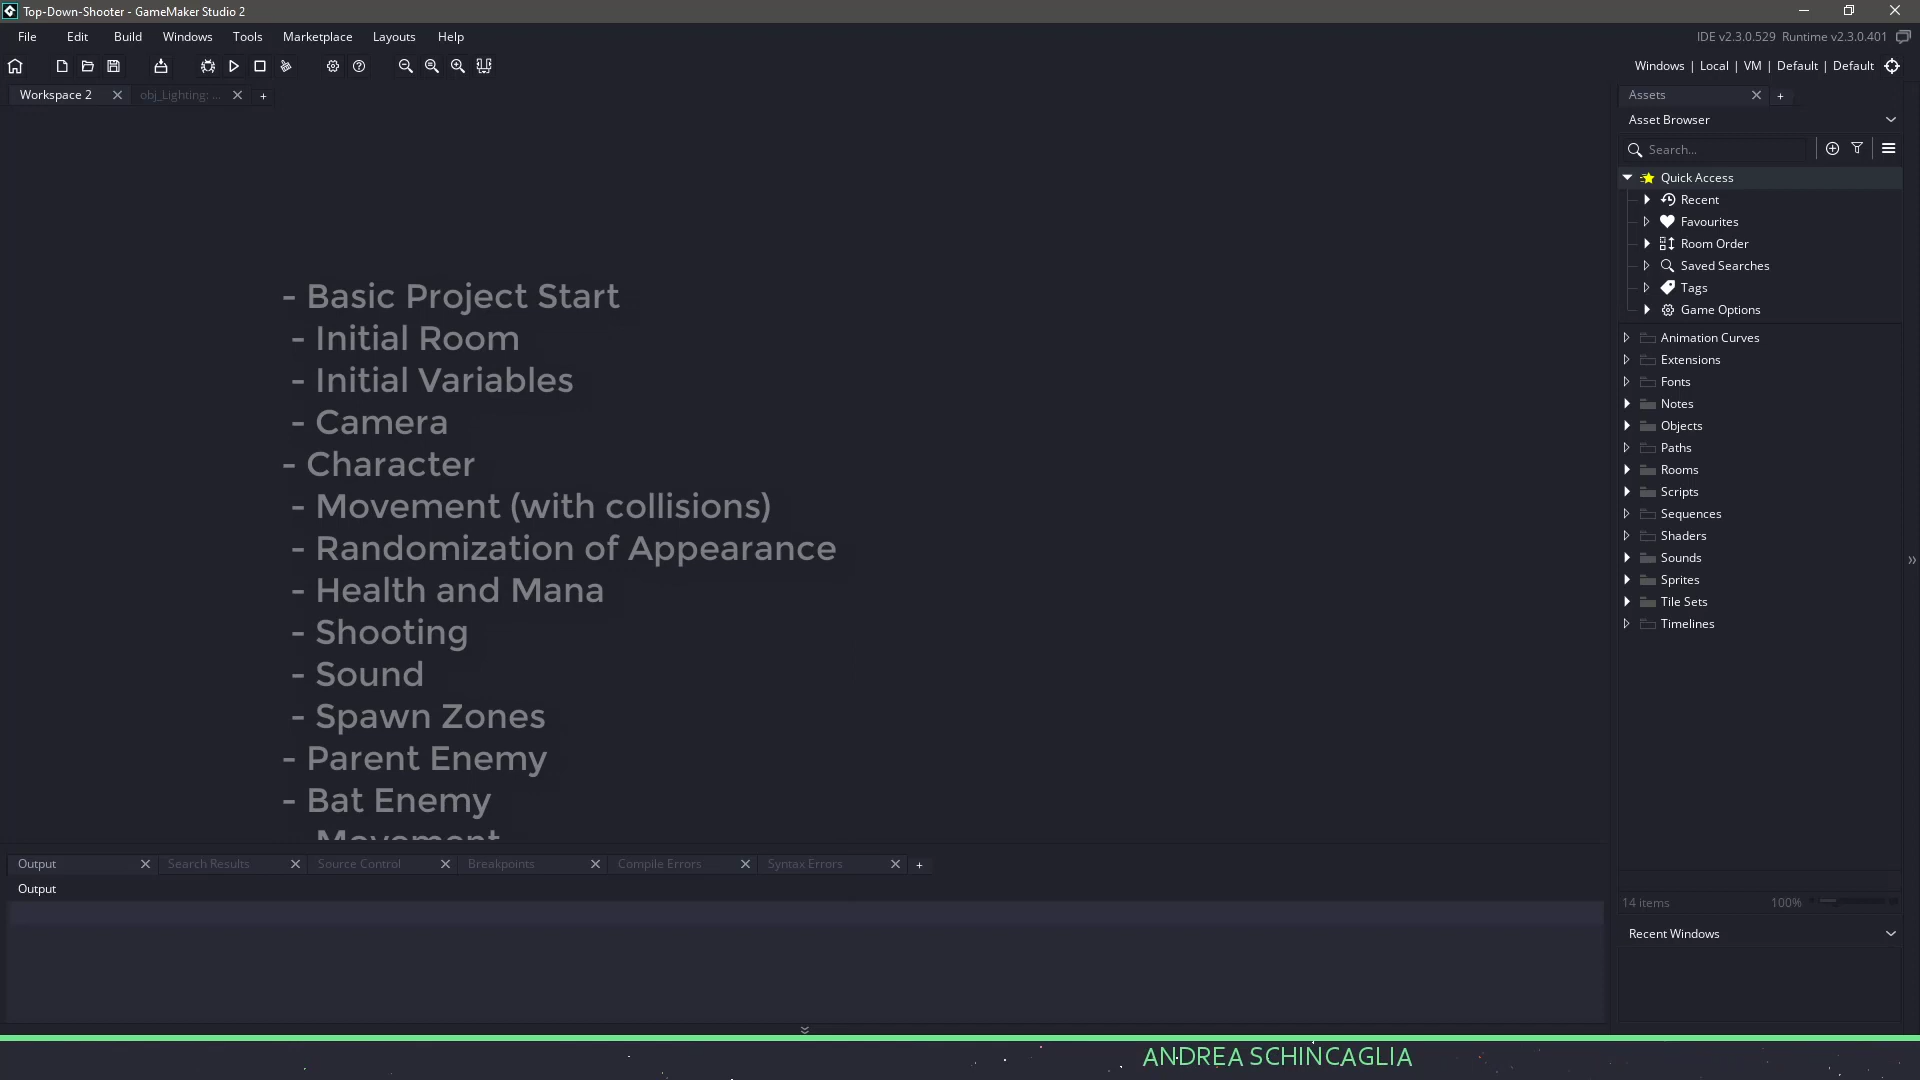 Top-Down-Shooter - GameMaker Studio 2
File Edit Build Windows Tools Marketplace Layouts Help
IDE v2.3.0.529 Runtime v2.3.0.401
Windows | Local | VM | Default | Default
Workspace 2
obj_Lighting: ...
Assets
Asset Browser
Search...
Quick Access
Recent
Favourites
Room Order
Saved Searches
Tags
Game Options
Animation Curves
Extensions
Fonts
Notes
Objects
Paths
Rooms
Scripts
Sequences
Shaders
Sounds
Sprites
Tile Sets
Timelines
- Basic Project Start
- Initial Room
- Initial Variables
- Camera
- Character
- Movement (with collisions)
- Randomization of Appearance
- Health and Mana
- Shooting
- Sound
- Spawn Zones
- Parent Enemy
- Bat Enemy
Movement
14 items 100%
Recent Windows
Output Search Results Source Control Breakpoints Compile Errors Syntax Errors
Output
ANDREA SCHINCAGLIA